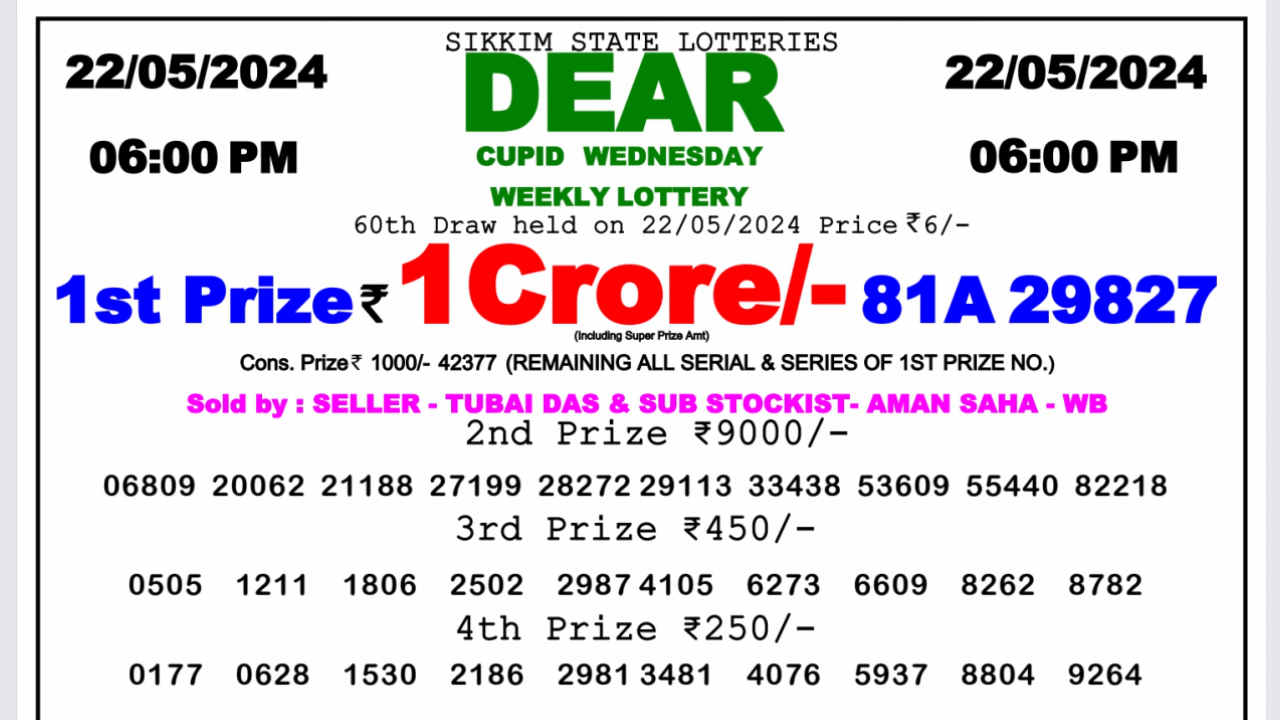 SIKKIM STATE LOTTERIES
22/05/2024 DEAR 22/05/2024
06:00 PM CUPID WEDNESDAY 06:00 PM
WEEKLY LOTTERY
60th Draw held on 22/05/2024 Price ₹6/-
1st Prize ₹ 1Crore/- 81A 29827
(Including Super Prize Amt)
Cons. Prize ₹ 1000/- 42377 (REMAINING ALL SERIAL & SERIES OF 1ST PRIZE NO.)
Sold by : SELLER - TUBAI DAS & SUB STOCKIST- AMAN SAHA - WB
2nd Prize ₹9000/-
06809 20062 21188 27199 28272 29113 33438 53609 55440 82218
3rd Prize ₹450/-
0505 1211 1806 2502 2987 4105 6273 6609 8262 8782
4th Prize ₹250/-
0177 0628 1530 2186 2981 3481 4076 5937 8804 9264